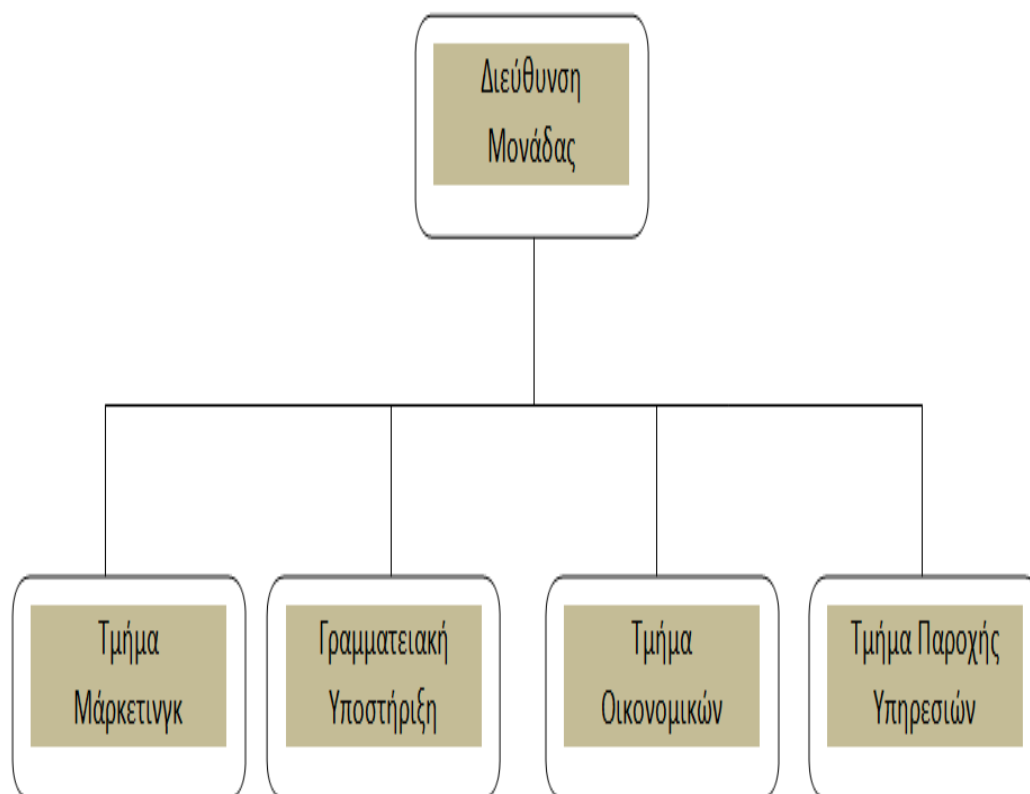 Διεύθυνση
Μονάδας
Τμήμα
Μάρκετινγκ
Γραμματειακή
Υποστήριξη
Τμήμα
Οικονομικών
Τμήμα Παροχής
Υπηρεσιών